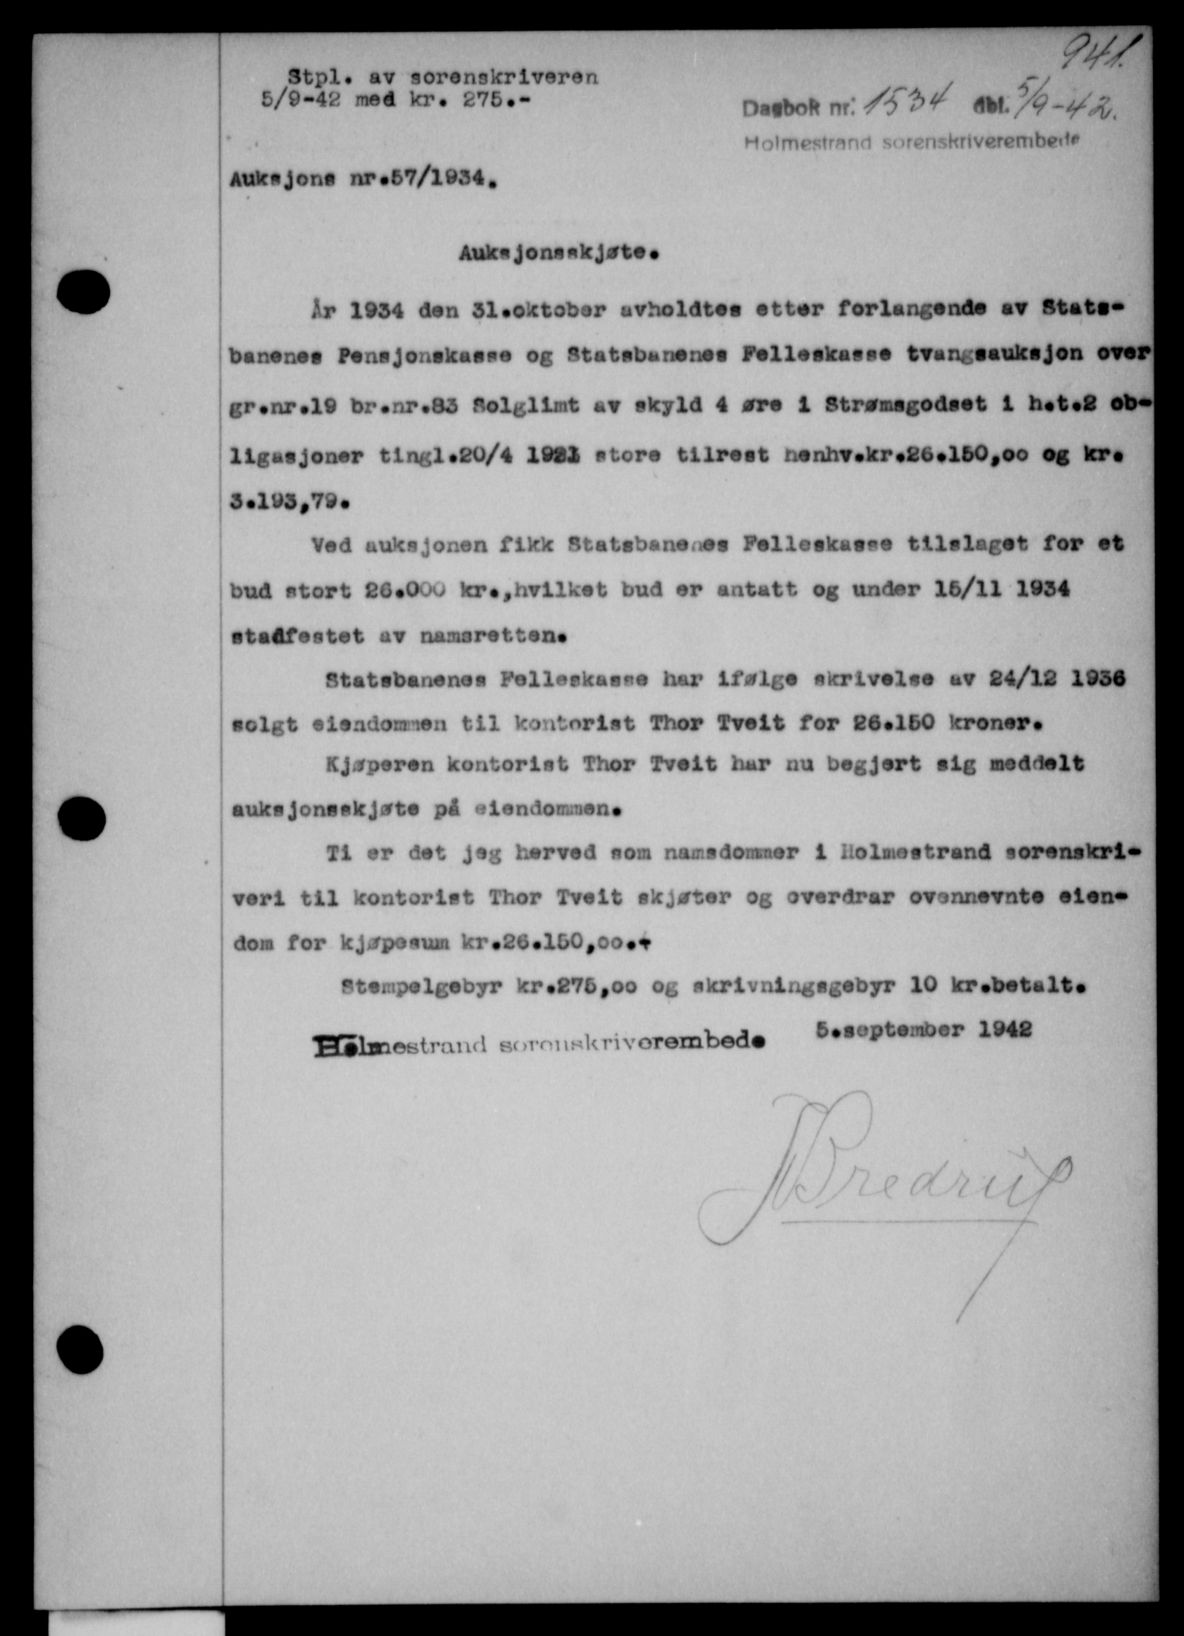 941.
Stpl. av sorenskriveren
5/9-42 med kr. 275.-
Dagbok nr. 1534 dbl. 5/9-42.
Holmestrand sorenskriverembede
Auksjons nr.57/1934.
Auksjonsskjøte.
År 1934 den 31.oktober avholdtes etter forlangende av Stats-
banenes Pensjonskasse og Statsbanenes Felleskasse tvangsauksjon over
gr.nr.19 br.nr.83 Solglimt av skyld 4 øre i Strømsgodset i h.t.2 ob-
ligasjoner tingl.20/4 1921 store tilrest henhv.kr.26.150,oo og kr.
3.193,79.
Ved auksjonen fikk Statsbanenes Felleskasse tilslaget for et
bud stort 26.000 kr.,hvilket bud er antatt og under 15/11 1934
stadfestet av namsretten.
Statsbanenes Felleskasse har ifølge skrivelse av 24/12 1936
solgt eiendommen til kontorist Thor Tveit for 26.150 kroner.
Kjøperen kontorist Thor Tveit har nu begjert sig meddelt
auksjonsskjøte på eiendommen.
Ti er det jeg herved som namsdommer i Holmestrand sorenskri-
veri til kontorist Thor Tveit skjøter og overdrar ovennevnte eien-
dom for kjøpesum kr.26.150,oo.-
Stempelgebyr kr.275,oo og skrivningsgebyr 10 kr.betalt.
Holmestrand sorenskriverembede 5.september 1942
Bredrup